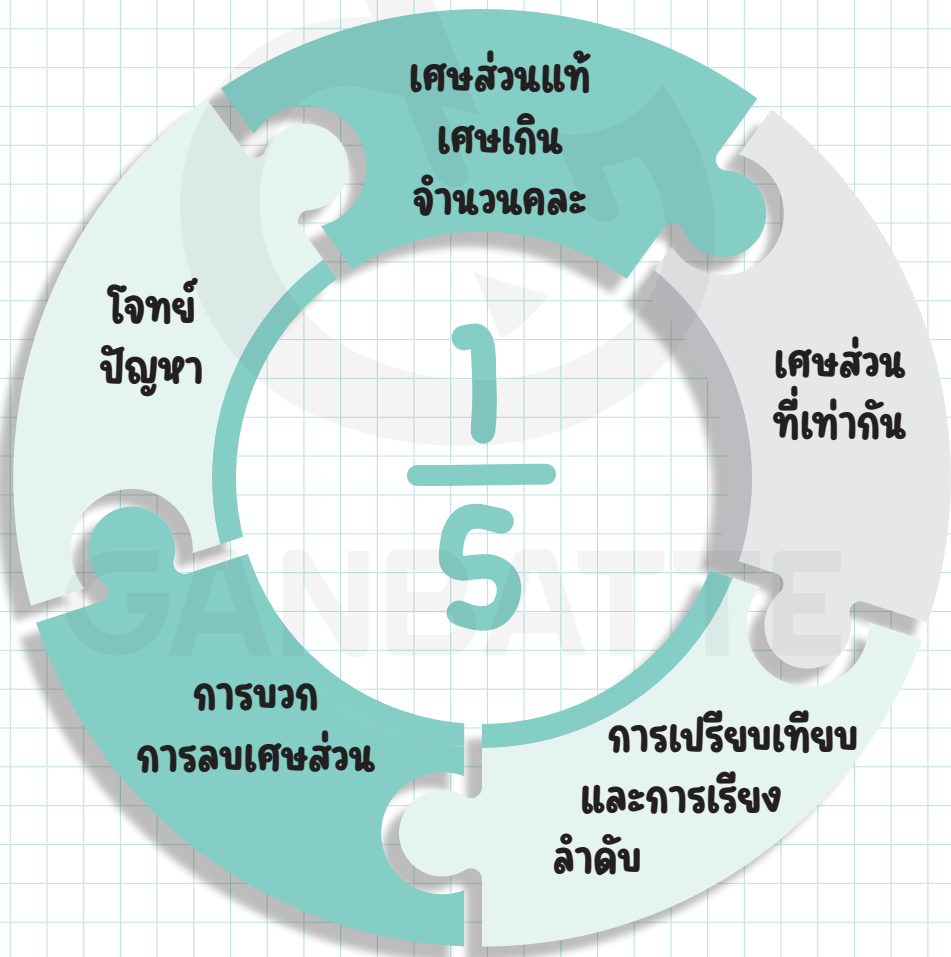 เศษส่วนแท้
เศษเกิน
จำนวนคละ
เศษส่วน
ที่เท่ากัน
การเปรียบเทียบ
และการเรียง
ลำดับ
การบวก
การลบเศษส่วน
โจทย์
ปัญหา
1
5
GANBATTE